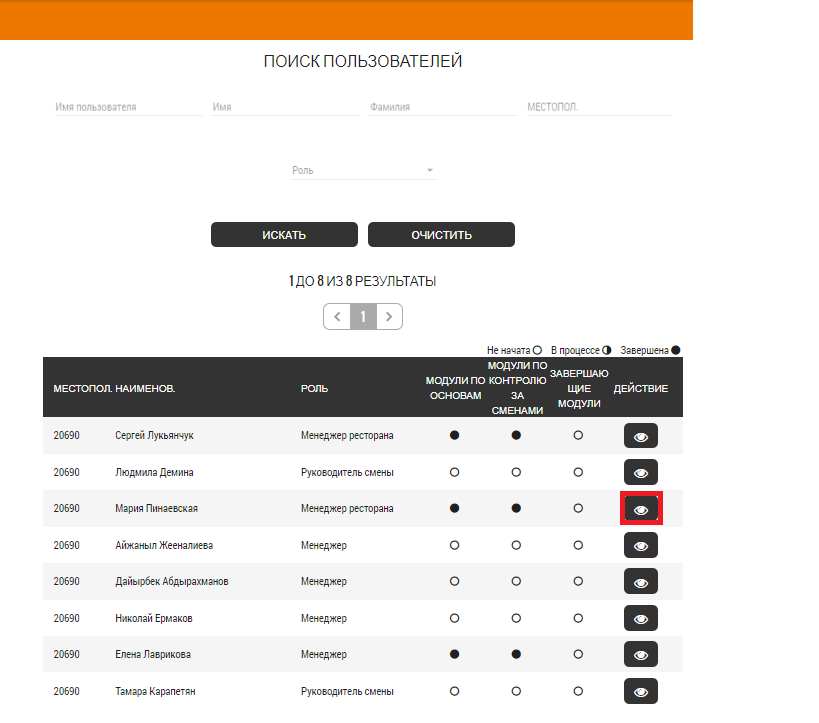 ПОИСК ПОЛЬЗОВАТЕЛЕЙ
Имя пользователя Имя Фамилия МЕСТОПОЛ.
Роль
ИСКАТЬ ОЧИСТИТЬ
1 ДО 8 ИЗ 8 РЕЗУЛЬТАТЫ
1
Не начата В процессе Завершена
МЕСТОПОЛ. НАИМЕНОВ. РОЛЬ МОДУЛИ ПО ОСНОВАМ МОДУЛИ ПО КОНТРОЛЮ ЗА СМЕНАМИ ЗАВЕРШАЮЩИЕ МОДУЛИ ДЕЙСТВИЕ
20690 Сергей Лукьянчук Менеджер ресторана
20690 Людмила Демина Руководитель смены
20690 Мария Пинаевская Менеджер ресторана
20690 Айжаныл Жееналиева Менеджер
20690 Дайырбек Абдырахманов Менеджер
20690 Николай Ермаков Менеджер
20690 Елена Лаврикова Менеджер
20690 Тамара Карапетян Руководитель смены